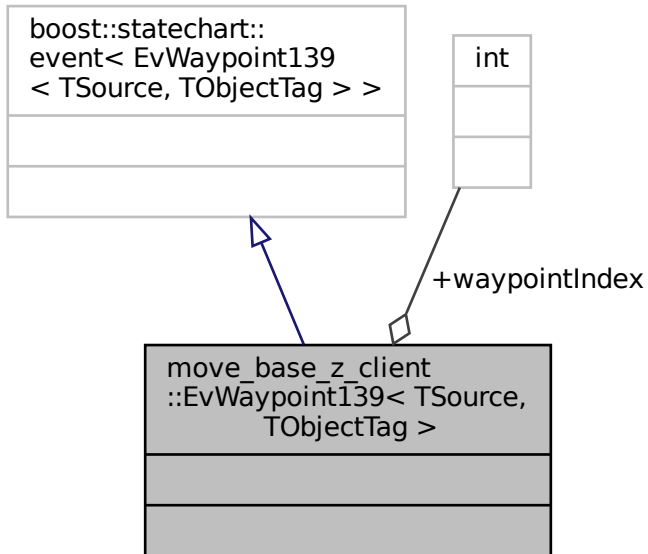 boost::statechart::
event< EvWaypoint139
< TSource, TObjectTag > >
int
+waypointIndex
move_base_z_client
::EvWaypoint139< TSource,
TObjectTag >